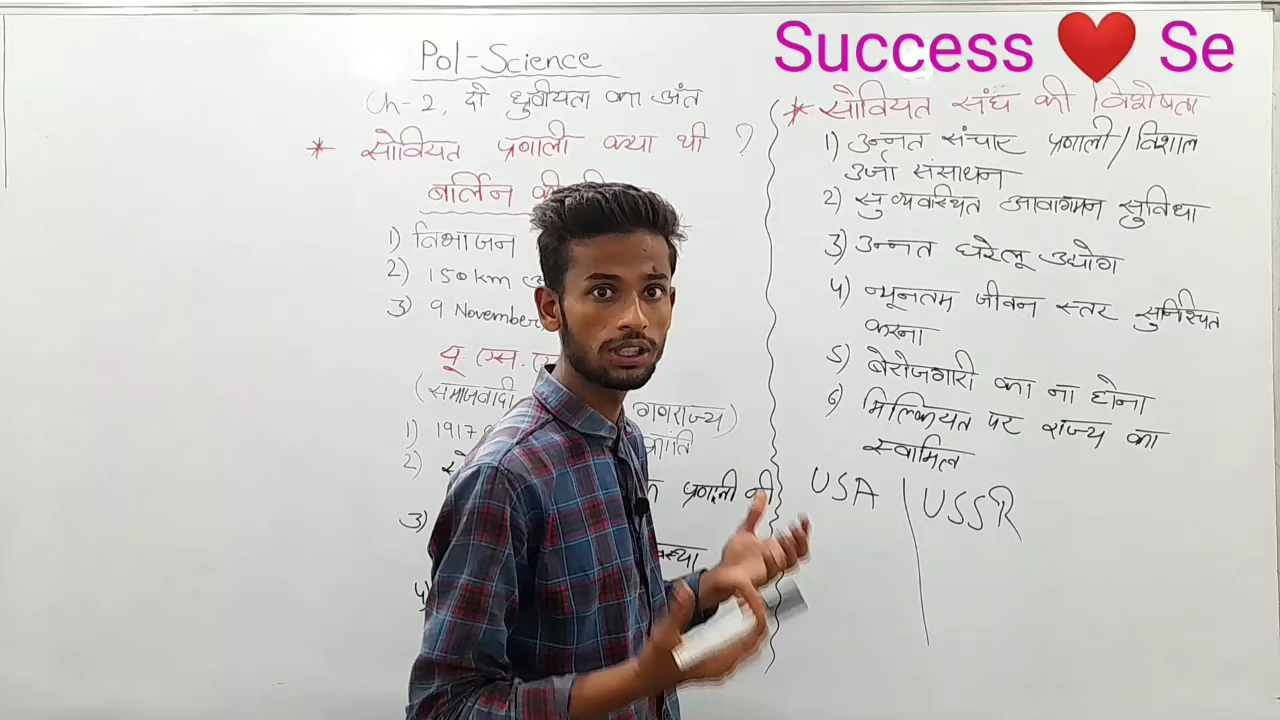 Success ❤️ Se
Pol-Science
Ch-2, दो ध्रुवीयता का अंत
* सोवियत प्रणाली क्या थी ?
बर्लिन की
1) विभाजन
2) 150 km
3) 9 November,
यू. एस. एस.
(समाजवादी गणराज्य)
1) 1917 क्रांति
2) प्रणाली की
3)
4)
* सोवियत संघ की विशेषता
1) उन्नत संचार प्रणाली / विशाल
उर्जा संसाधन
2) सुव्यवस्थित आवागमन सुविधा
3) उन्नत घरेलू उद्योग
4) न्यूनतम जीवन स्तर सुनिश्चित
करना
5) बेरोजगारी का ना होना
6) मिल्कियत पर राज्य का
स्वामित्व
USA | USSR